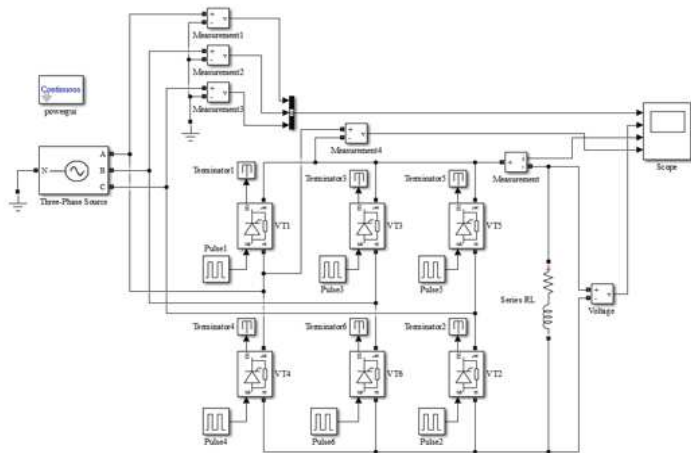 Measurement1
Measurement2
Measurement3
Continuous
powergui
Measurement4
A
N
B
C
Three-Phase Source
Scope
Measurement
Terminator1
Terminator3
Terminator5
VT1
VT3
VT5
Pulse1
Pulse3
Pulse5
Series RL
Voltage
Terminator4
Terminator6
Terminator2
VT4
VT6
VT2
Pulse4
Pulse6
Pulse2